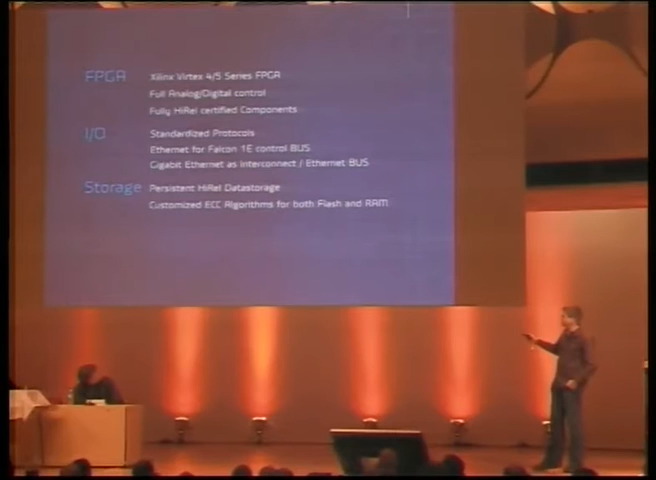 FPGA Xilinx Virtex 4/5 Series FPGA
Full Analog/Digital control
Fully HiRel certified Components
I/O Standardized Protocols
Ethernet for Falcon 1E control BUS
Gigabit Ethernet as Interconnect / Ethernet BUS
Storage Persistent HiRel Datastorage
Customized ECC Algorithms for both Flash and RAM